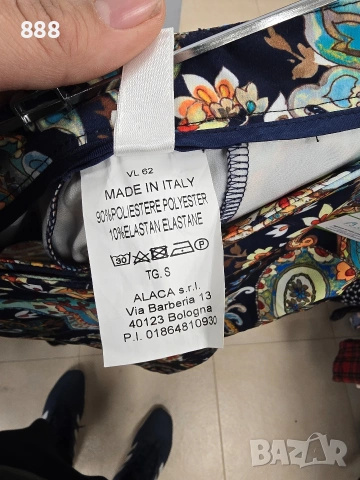 888
VL 62
MADE IN ITALY
90%POLIESTERE POLYESTER
10%ELASTAN ELASTANE
30 P
TG. S
ALACA s.r.l.
Via Barberia 13
40123 Bologna
P.I. 01864810930
BAZAR